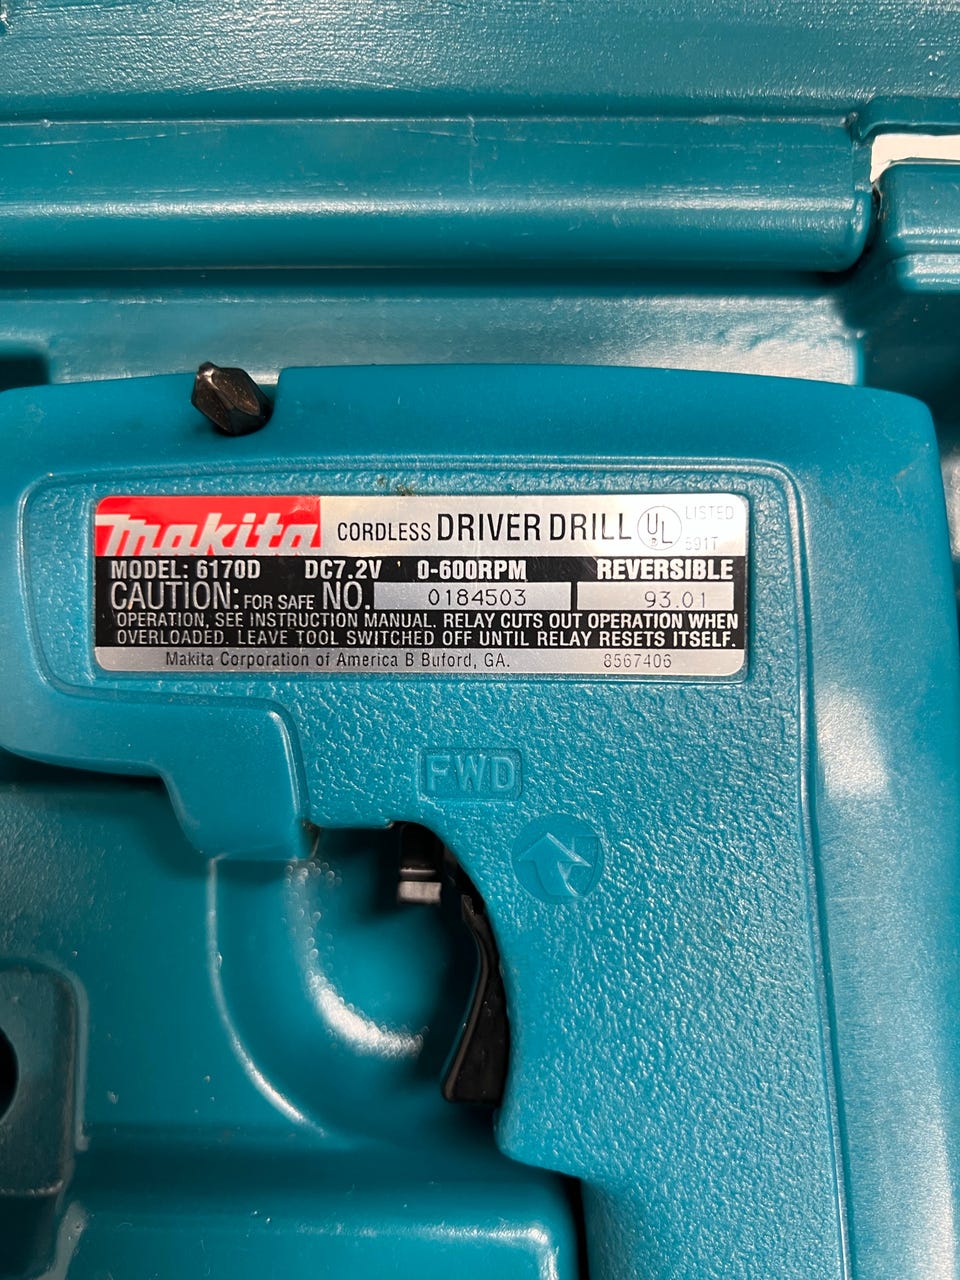 makita CORDLESS DRIVER DRILL UL R LISTED 591T
MODEL: 6170D DC7.2V 0-600RPM REVERSIBLE
CAUTION: FOR SAFE NO. 0184503 93.01
OPERATION, SEE INSTRUCTION MANUAL. RELAY CUTS OUT OPERATION WHEN
OVERLOADED. LEAVE TOOL SWITCHED OFF UNTIL RELAY RESETS ITSELF.
Makita Corporation of America B Buford, GA. 8567406
FWD